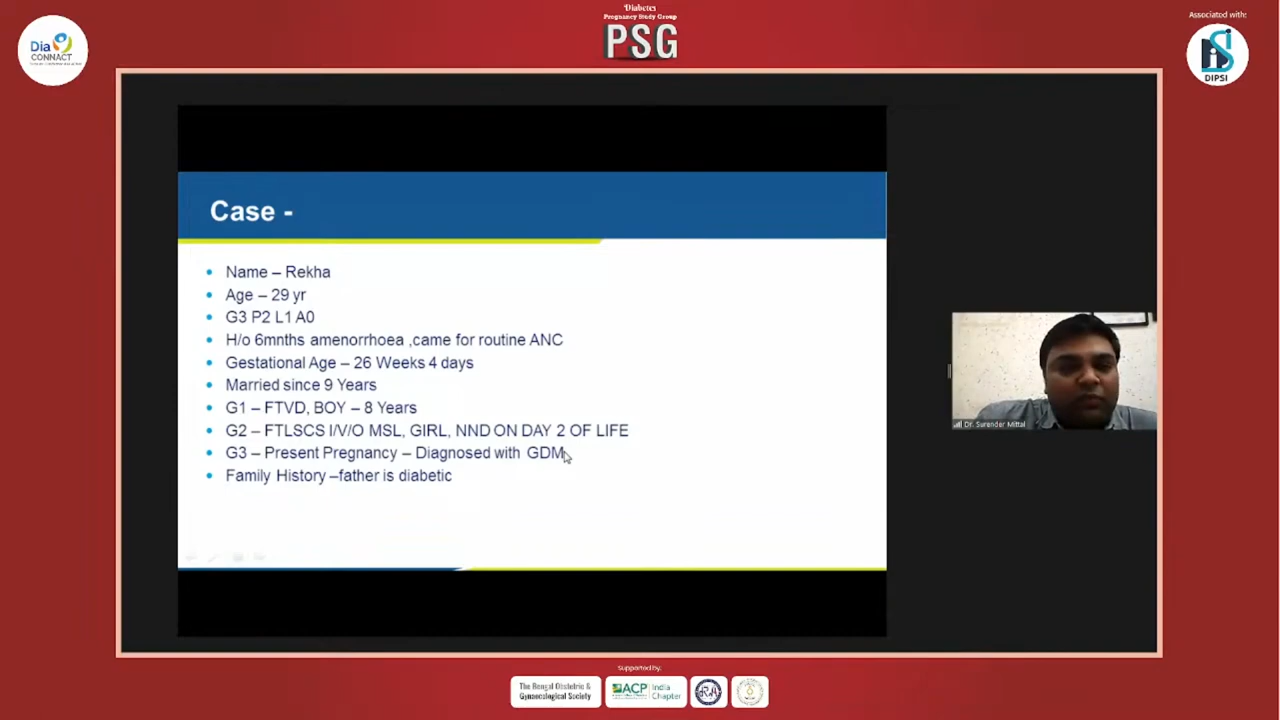 Diabetes
Pregnancy Study Group
PSG
Associated with:
Dia
CONNACT
DIPSI
Case -
Name – Rekha
Age – 29 yr
G3 P2 L1 A0
H/o 6mnths amenorrhoea ,came for routine ANC
Gestational Age – 26 Weeks 4 days
Married since 9 Years
G1 – FTVD, BOY – 8 Years
G2 – FTLSCS I/V/O MSL, GIRL, NND ON DAY 2 OF LIFE
G3 – Present Pregnancy – Diagnosed with GDM
Family History –father is diabetic
Dr. Surender Mittal
Supported by:
The Bengal Obstetric &
Gynaecological Society
ACP
India
Chapter